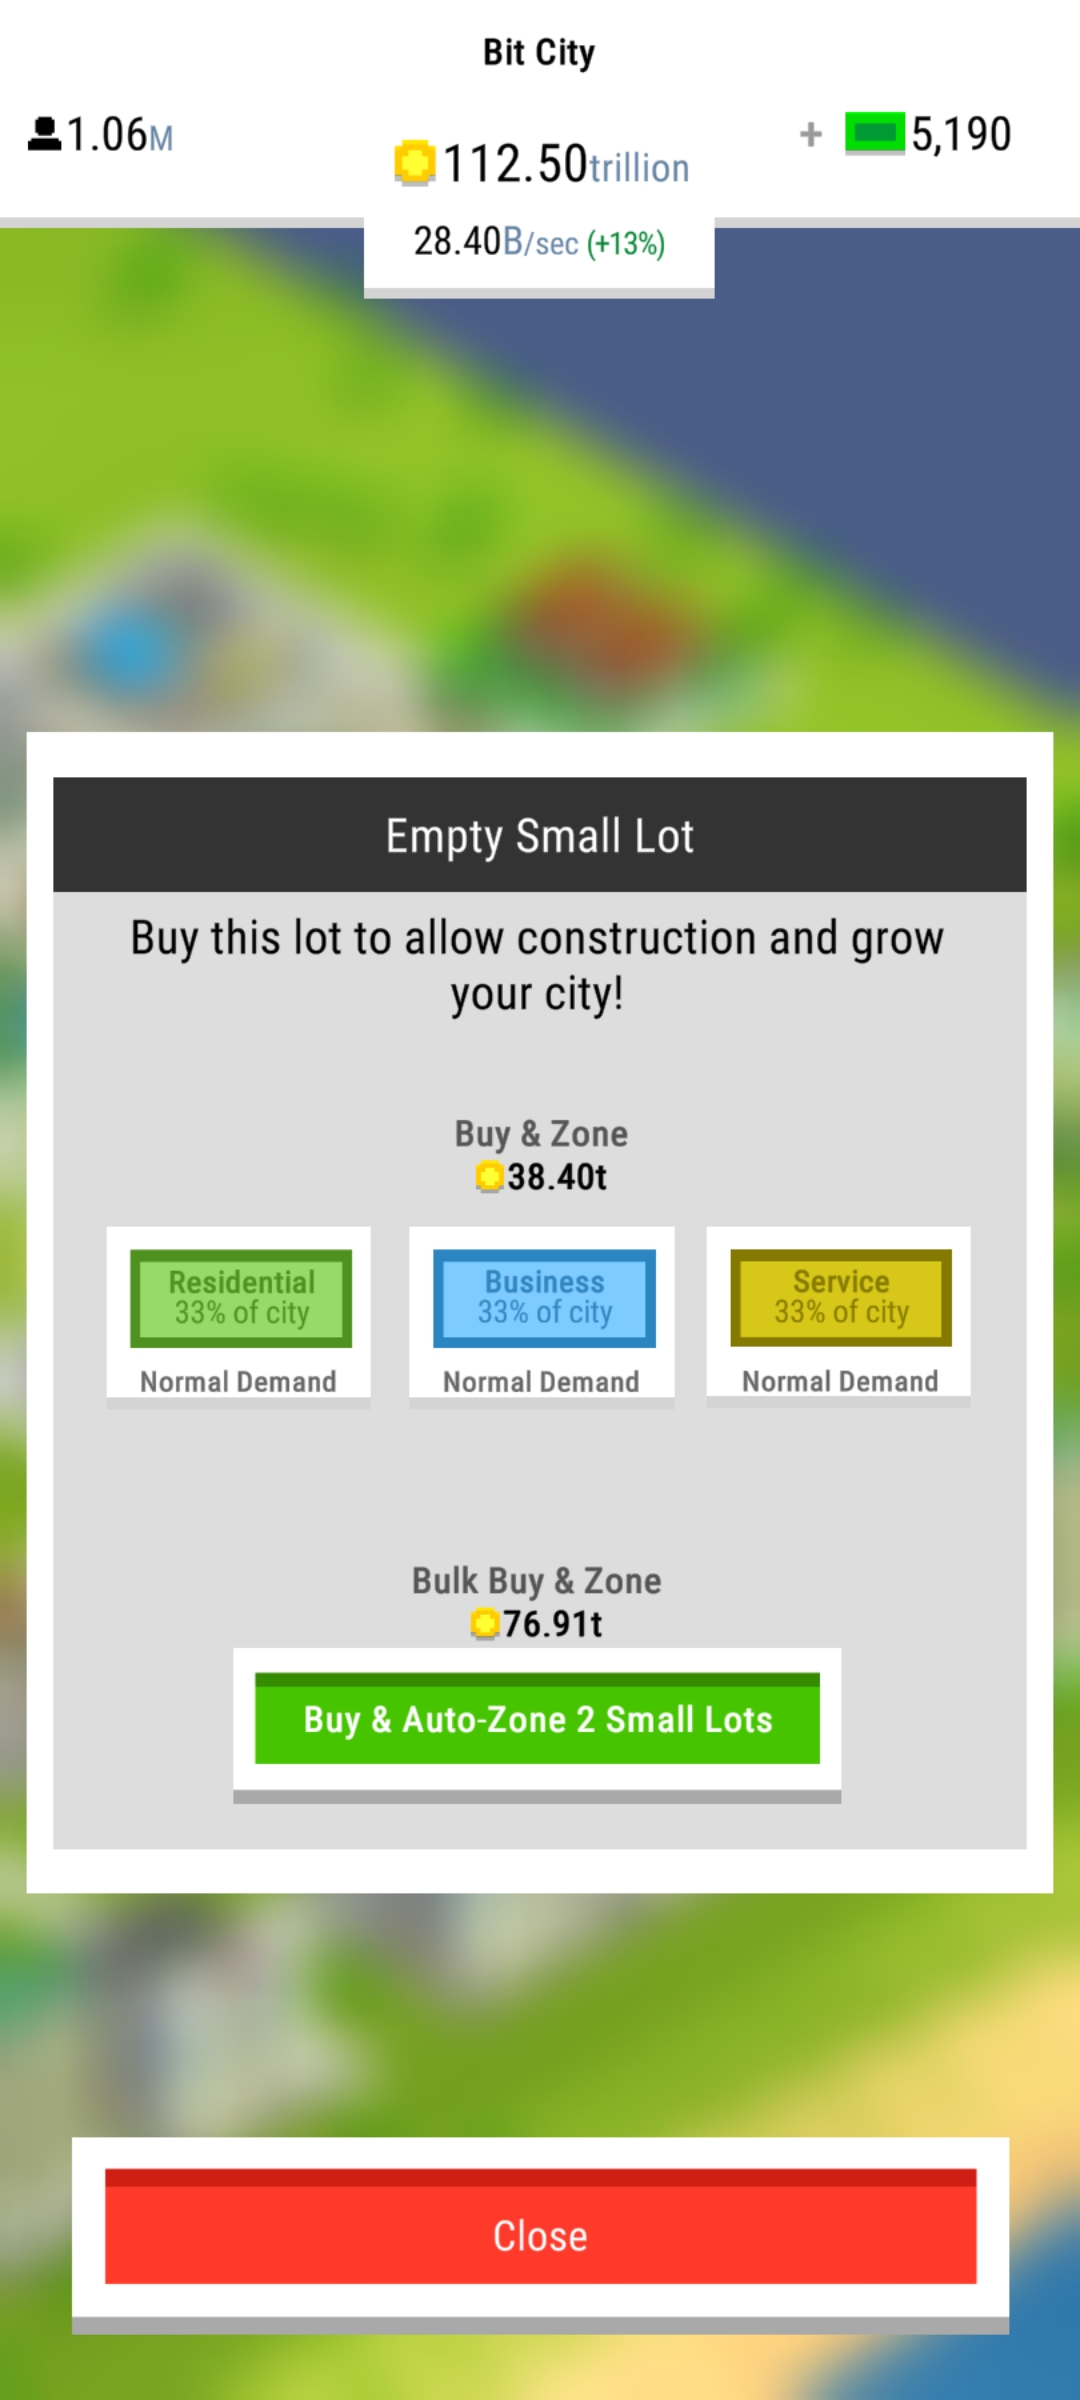 Bit City
1.06M
112.50trillion
+ 5,190
28.40B/sec (+13%)
Empty Small Lot
Buy this lot to allow construction and grow
your city!
Buy & Zone
38.40t
Residential
33% of city
Normal Demand
Business
33% of city
Normal Demand
Service
33% of city
Normal Demand
Bulk Buy & Zone
76.91t
Buy & Auto-Zone 2 Small Lots
Close